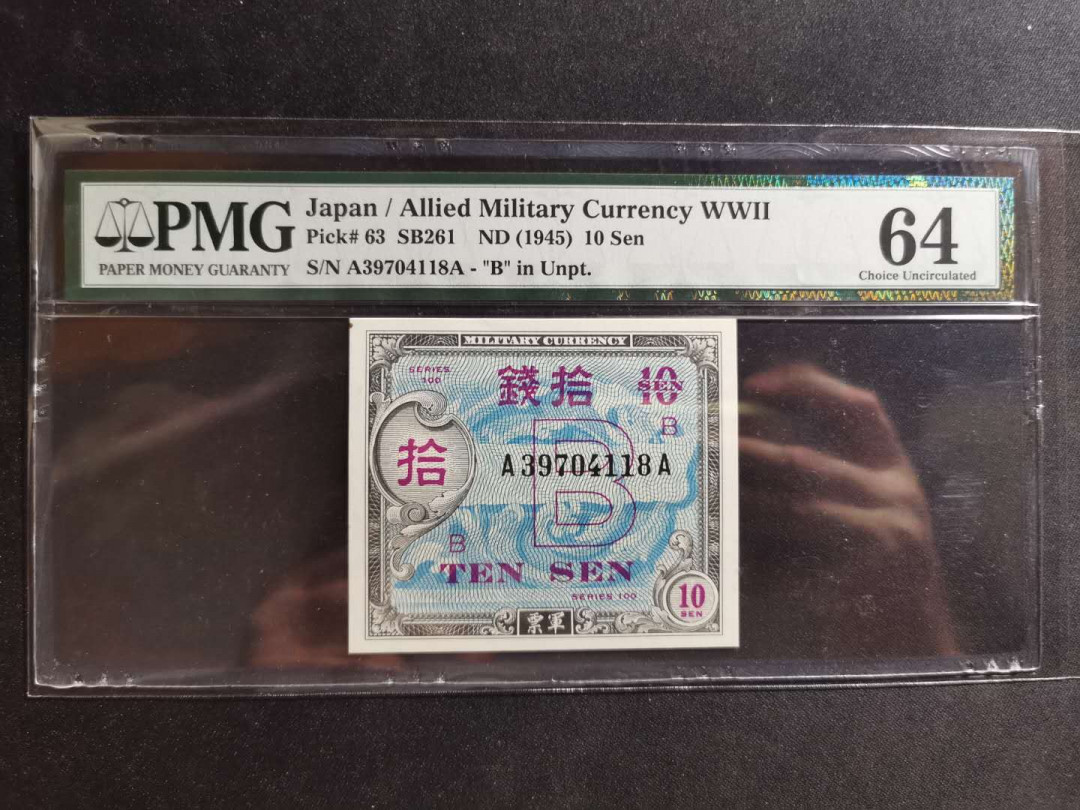 PMG
PAPER MONEY GUARANTY
Japan / Allied Military Currency WWII
Pick# 63 SB261 ND (1945) 10 Sen
S/N A39704118A - "B" in Unpt.
64
Choice Uncirculated
MILITARY CURRENCY
SERIES
100
錢拾
10
SEN
B
拾
A39704118A
B
B
TEN SEN
SERIES 100
10
SEN
票軍